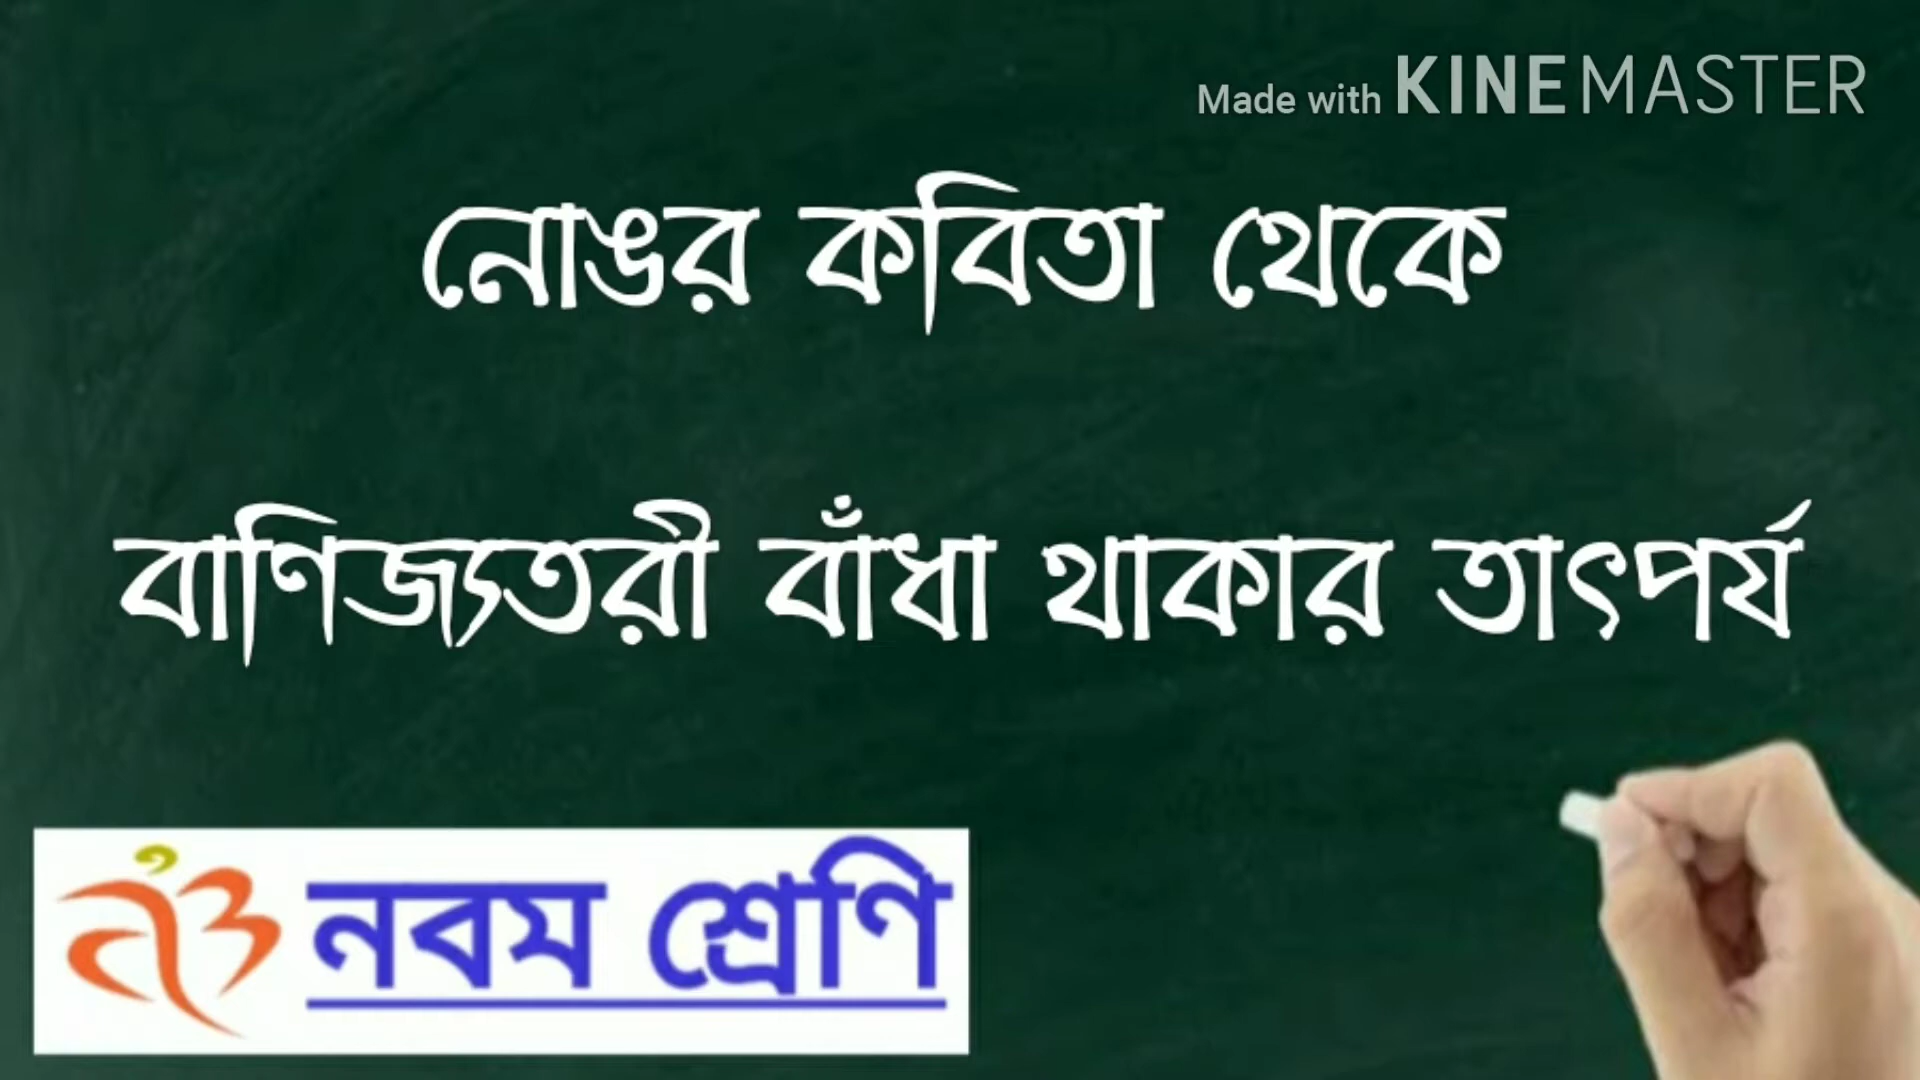 Made with KINEMASTER
নোঙর কবিতা থেকে
বাণিজ্যতরী বাঁধা থাকার তাৎপর্য
নবম শ্রেণি